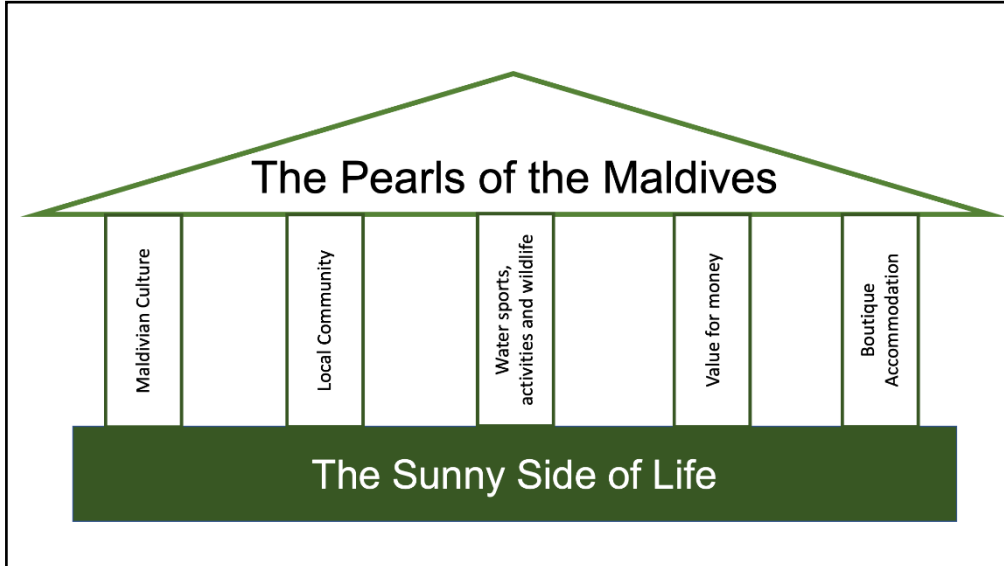 The Pearls of the Maldives
Maldivian Culture
Local Community
Water sports,
activities and wildlife
Value for money
Boutique
Accommodation
The Sunny Side of Life